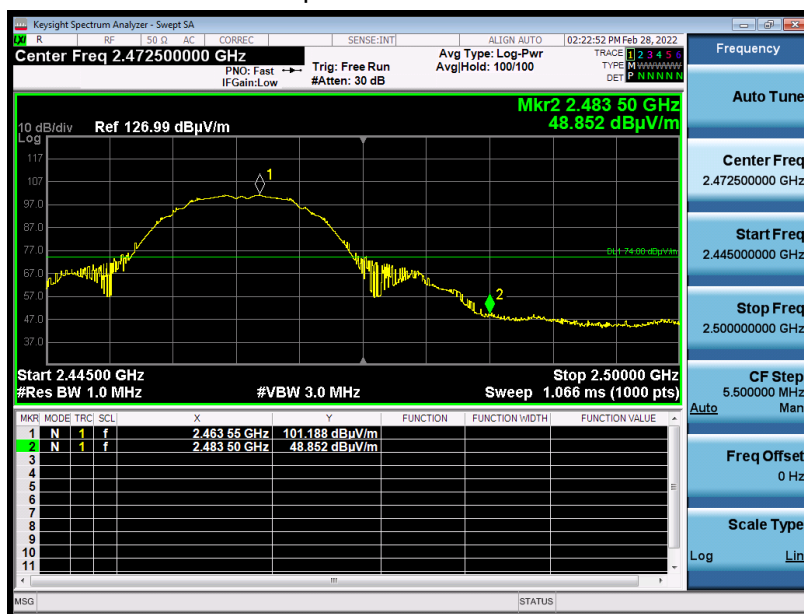 Keysight Spectrum Analyzer - Swept SA
LXI R RF 50 Ω AC CORREC SENSE:INT ALIGN AUTO 02:22:52 PM Feb 28, 2022
Center Freq 2.472500000 GHz
PNO: Fast
IFGain:Low
Trig: Free Run
#Atten: 30 dB
Avg Type: Log-Pwr
Avg|Hold: 100/100
TRACE 1 2 3 4 5 6
TYPE M WWWWW
DET P N N N N N
Mkr2 2.483 50 GHz
48.852 dBµV/m
10 dB/div Ref 126.99 dBµV/m
Log
117
107
97.0
87.0
77.0
67.0
57.0
47.0
37.0
1
DL1 74.00 dBµV/m
2
Start 2.44500 GHz Stop 2.50000 GHz
#Res BW 1.0 MHz #VBW 3.0 MHz Sweep 1.066 ms (1000 pts)
MKR MODE TRC SCL X Y FUNCTION FUNCTION WIDTH FUNCTION VALUE
1 N 1 f 2.463 55 GHz 101.188 dBµV/m
2 N 1 f 2.483 50 GHz 48.852 dBµV/m
3
4
5
6
7
8
9
10
11
MSG STATUS
Frequency
Auto Tune
Center Freq
2.472500000 GHz
Start Freq
2.445000000 GHz
Stop Freq
2.500000000 GHz
CF Step
5.500000 MHz
Auto Man
Freq Offset
0 Hz
Scale Type
Log Lin